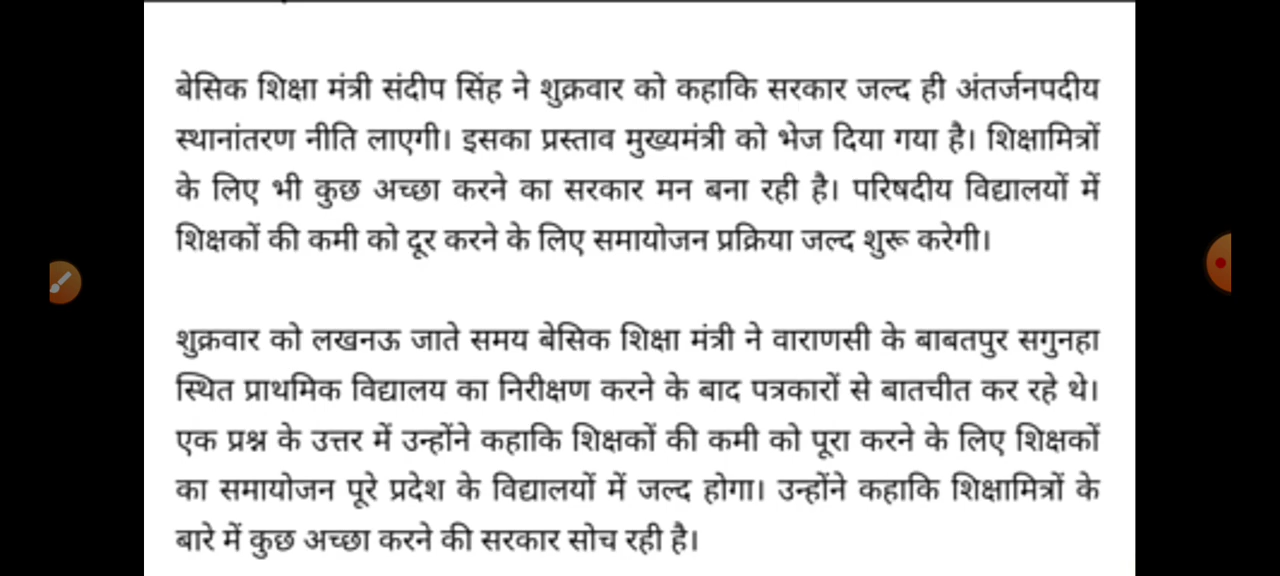 बेसिक शिक्षा मंत्री संदीप सिंह ने शुक्रवार को कहाकि सरकार जल्द ही अंतर्जनपदीय
स्थानांतरण नीति लाएगी। इसका प्रस्ताव मुख्यमंत्री को भेज दिया गया है। शिक्षामित्रों
के लिए भी कुछ अच्छा करने का सरकार मन बना रही है। परिषदीय विद्यालयों में
शिक्षकों की कमी को दूर करने के लिए समायोजन प्रक्रिया जल्द शुरू करेगी।
शुक्रवार को लखनऊ जाते समय बेसिक शिक्षा मंत्री ने वाराणसी के बाबतपुर सगुनहा
स्थित प्राथमिक विद्यालय का निरीक्षण करने के बाद पत्रकारों से बातचीत कर रहे थे।
एक प्रश्न के उत्तर में उन्होंने कहाकि शिक्षकों की कमी को पूरा करने के लिए शिक्षकों
का समायोजन पूरे प्रदेश के विद्यालयों में जल्द होगा। उन्होंने कहाकि शिक्षामित्रों के
बारे में कुछ अच्छा करने की सरकार सोच रही है।